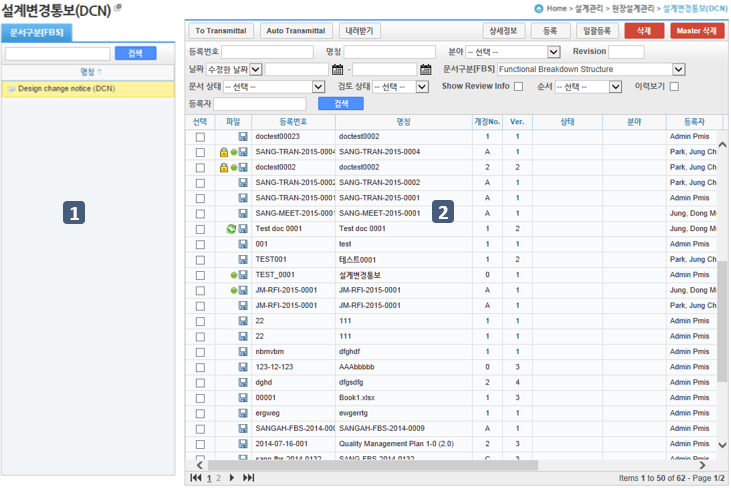 설계변경통보(DCN)
Home > 설계관리 > 현장설계관리 > 설계변경통보(DCN)
문서구분[FBS]
검색
명칭
Design change notice (DCN)
1
To Transmittal Auto Transmittal 내려받기 상세정보 등록 일괄등록 삭제 Master 삭제
등록번호 명칭 분야 -- 선택 -- Revision
날짜 수정한 날짜 - 문서구분[FBS] Functional Breakdown Structure
문서 상태 -- 선택 -- 검토 상태 -- 선택 -- Show Review Info 순서 -- 선택 -- 이력보기
등록자 검색
선택 파일 등록번호 명칭 개정No. Ver. 상태 분야 등록자
doctest00023 doctest0002 1 1 Admin Pmis
SANG-TRAN-2015-0004 SANG-TRAN-2015-0004 A 1 Park, Jung Ch
doctest0002 doctest0002 2 2 Park, Jung Ch
SANG-TRAN-2015-0002 SANG-TRAN-2015-0002 A 1 Park, Jung Ch
SANG-TRAN-2015-0001 SANG-TRAN-2015-0001 A 1 Park, Jung Ch
SANG-MEET-2015-0001 SANG-MEET-2015-0001 A 1 Jung, Dong Mu
2
Test doc 0001 Test doc 0001 1 2 Jung, Dong Mu
001 test 1 1 Admin Pmis
TEST001 테스트0001 1 2 Park, Jung Ch
TEST_0001 설계변경통보 0 1 Admin Pmis
JM-RFI-2015-0001 JM-RFI-2015-0001 A 1 Jung, Dong Mu
JM-RFI-2015-0001 JM-RFI-2015-0001 A 1 Park, Jung Ch
22 111 1 1 Admin Pmis
22 111 1 1 Admin Pmis
nbmvbm dfghdf 1 1 Admin Pmis
123-12-123 AAAbbbbb 0 3 Admin Pmis
dghd dfgsdfg 2 4 Admin Pmis
00001 Book1.xlsx 1 3 Admin Pmis
ergweg ewgerrtg 1 1 Admin Pmis
SANGAH-FBS-2014-000 SANGAH-FBS-2014-0009 A 1 Admin Pmis
2014-07-16-001 Quality Management Plan 1-0 (2.0) 2 3 Admin Pmis
sang-fbs-2014-0132 SANG-FBS-2014-0132 C 3 Admin Pmis
1 2 Items 1 to 50 of 62 - Page 1/2